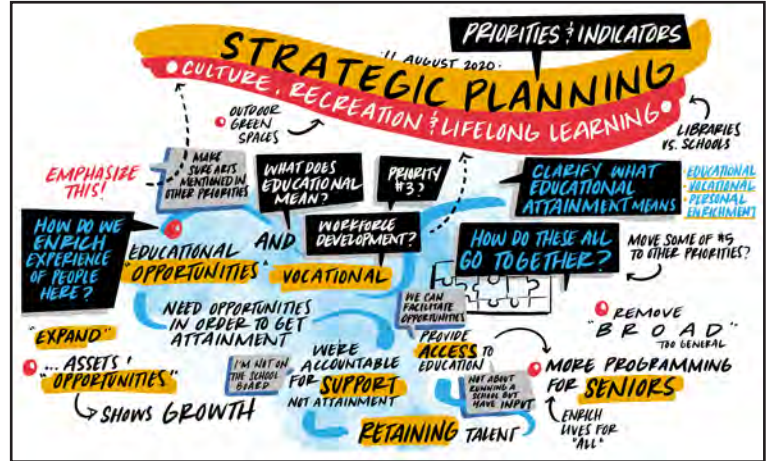 PRIORITIES & INDICATORS
·11 AUGUST 2020·
STRATEGIC PLANNING
CULTURE, RECREATION & LIFELONG LEARNING
OUTDOOR
GREEN
SPACES
LIBRARIES
VS. SCHOOLS
EMPHASIZE
THIS!
MAKE
SURE ARTS
MENTIONED IN
OTHER PRIORITIES
WHAT DOES
EDUCATIONAL
MEAN?
PRIORITY
#3?
WORKFORCE
DEVELOPMENT?
CLARIFY WHAT
EDUCATIONAL
ATTAINMENT MEANS
· EDUCATIONAL
· VOCATIONAL
· PERSONAL
ENRICHMENT
HOW DO WE
ENRICH
EXPERIENCE
OF PEOPLE
HERE?
EDUCATIONAL AND
"OPPORTUNITIES" VOCATIONAL
HOW DO THESE ALL
GO TOGETHER?
MOVE SOME OF #5
TO OTHER PRIORITIES?
NEED OPPORTUNITIES
IN ORDER TO GET
ATTAINMENT
WE CAN
FACILITATE
OPPORTUNITIES
PROVIDE
ACCESS TO
EDUCATION
REMOVE
"BROAD"
TOO GENERAL
"EXPAND"
"... ASSETS &
OPPORTUNITIES"
SHOWS GROWTH
I'M NOT ON
THE SCHOOL
BOARD
WE'RE
ACCOUNTABLE
FOR SUPPORT
NOT ATTAINMENT
NOT ABOUT
RUNNING A
SCHOOL BUT
HAVE INPUT
MORE PROGRAMMING
FOR SENIORS
ENRICH
LIVES FOR
"ALL"
RETAINING TALENT